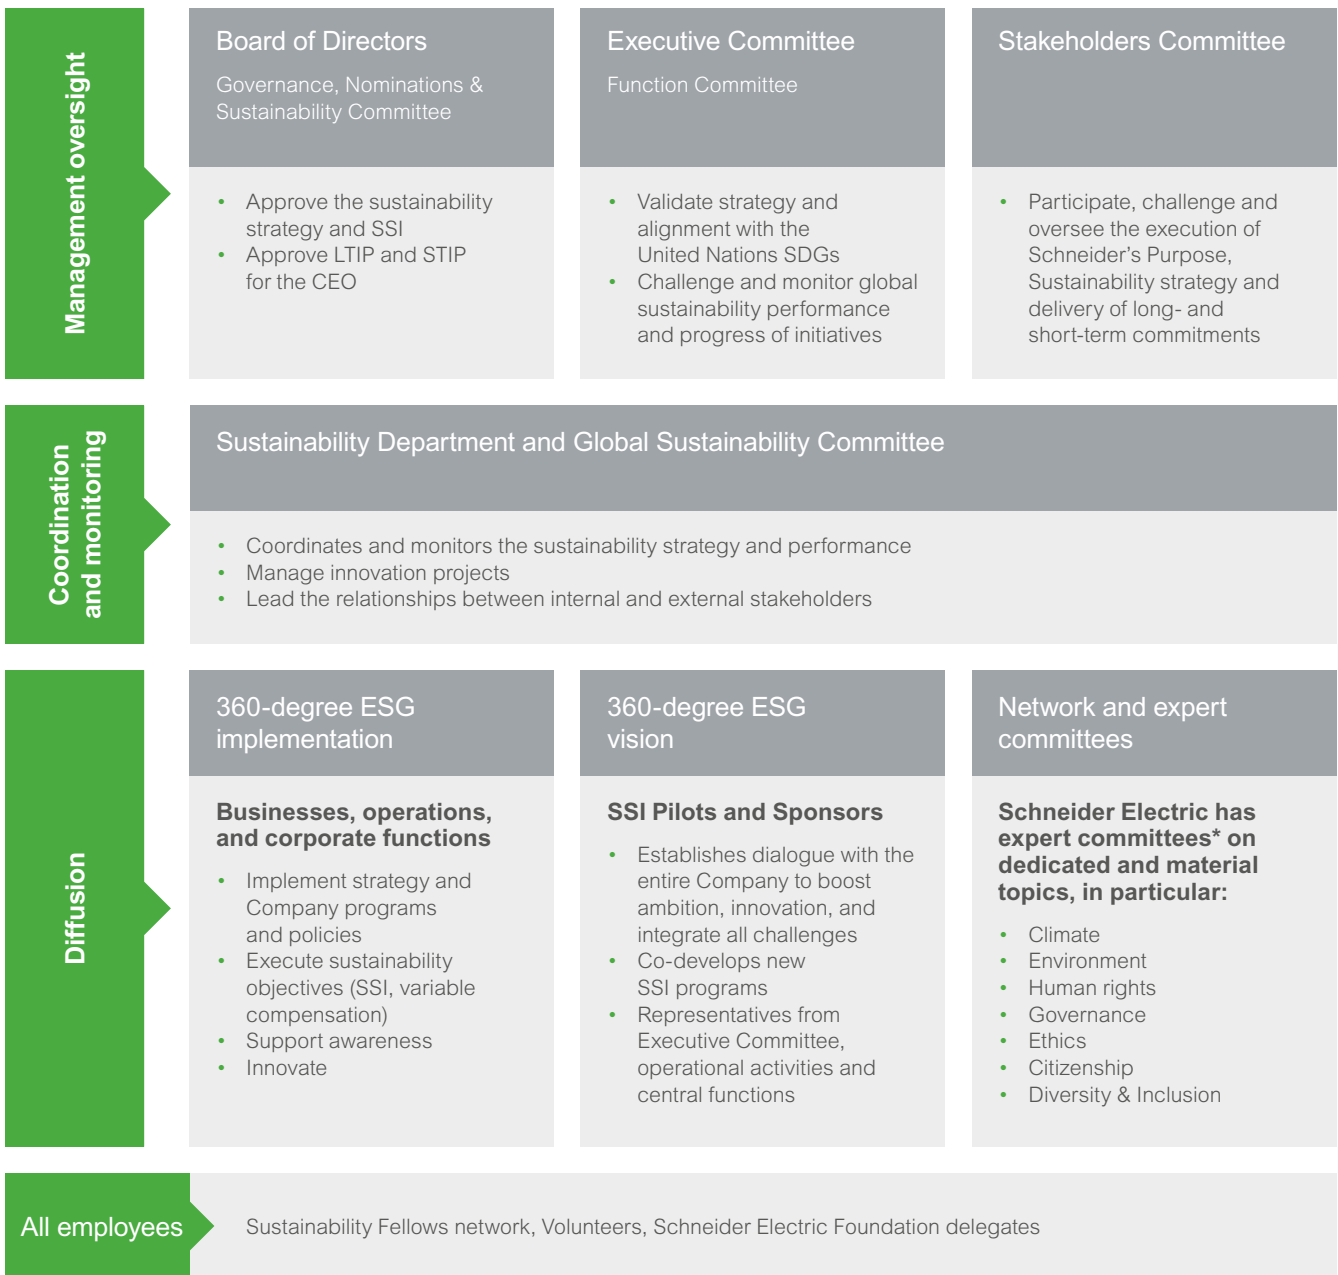 Management oversight
Board of Directors
Governance, Nominations &
Sustainability Committee
• Approve the sustainability
strategy and SSI
• Approve LTIP and STIP
for the CEO
Executive Committee
Function Committee
• Validate strategy and
alignment with the
United Nations SDGs
• Challenge and monitor global
sustainability performance
and progress of initiatives
Stakeholders Committee
• Participate, challenge and
oversee the execution of
Schneider’s Purpose,
Sustainability strategy and
delivery of long- and
short-term commitments
Coordination
and monitoring
Sustainability Department and Global Sustainability Committee
• Coordinates and monitors the sustainability strategy and performance
• Manage innovation projects
• Lead the relationships between internal and external stakeholders
Diffusion
360-degree ESG
implementation
Businesses, operations,
and corporate functions
• Implement strategy and
Company programs
and policies
• Execute sustainability
objectives (SSI, variable
compensation)
• Support awareness
• Innovate
360-degree ESG
vision
SSI Pilots and Sponsors
• Establishes dialogue with the
entire Company to boost
ambition, innovation, and
integrate all challenges
• Co-develops new
SSI programs
• Representatives from
Executive Committee,
operational activities and
central functions
Network and expert
committees
Schneider Electric has
expert committees* on
dedicated and material
topics, in particular:
• Climate
• Environment
• Human rights
• Governance
• Ethics
• Citizenship
• Diversity & Inclusion
All employees
Sustainability Fellows network, Volunteers, Schneider Electric Foundation delegates